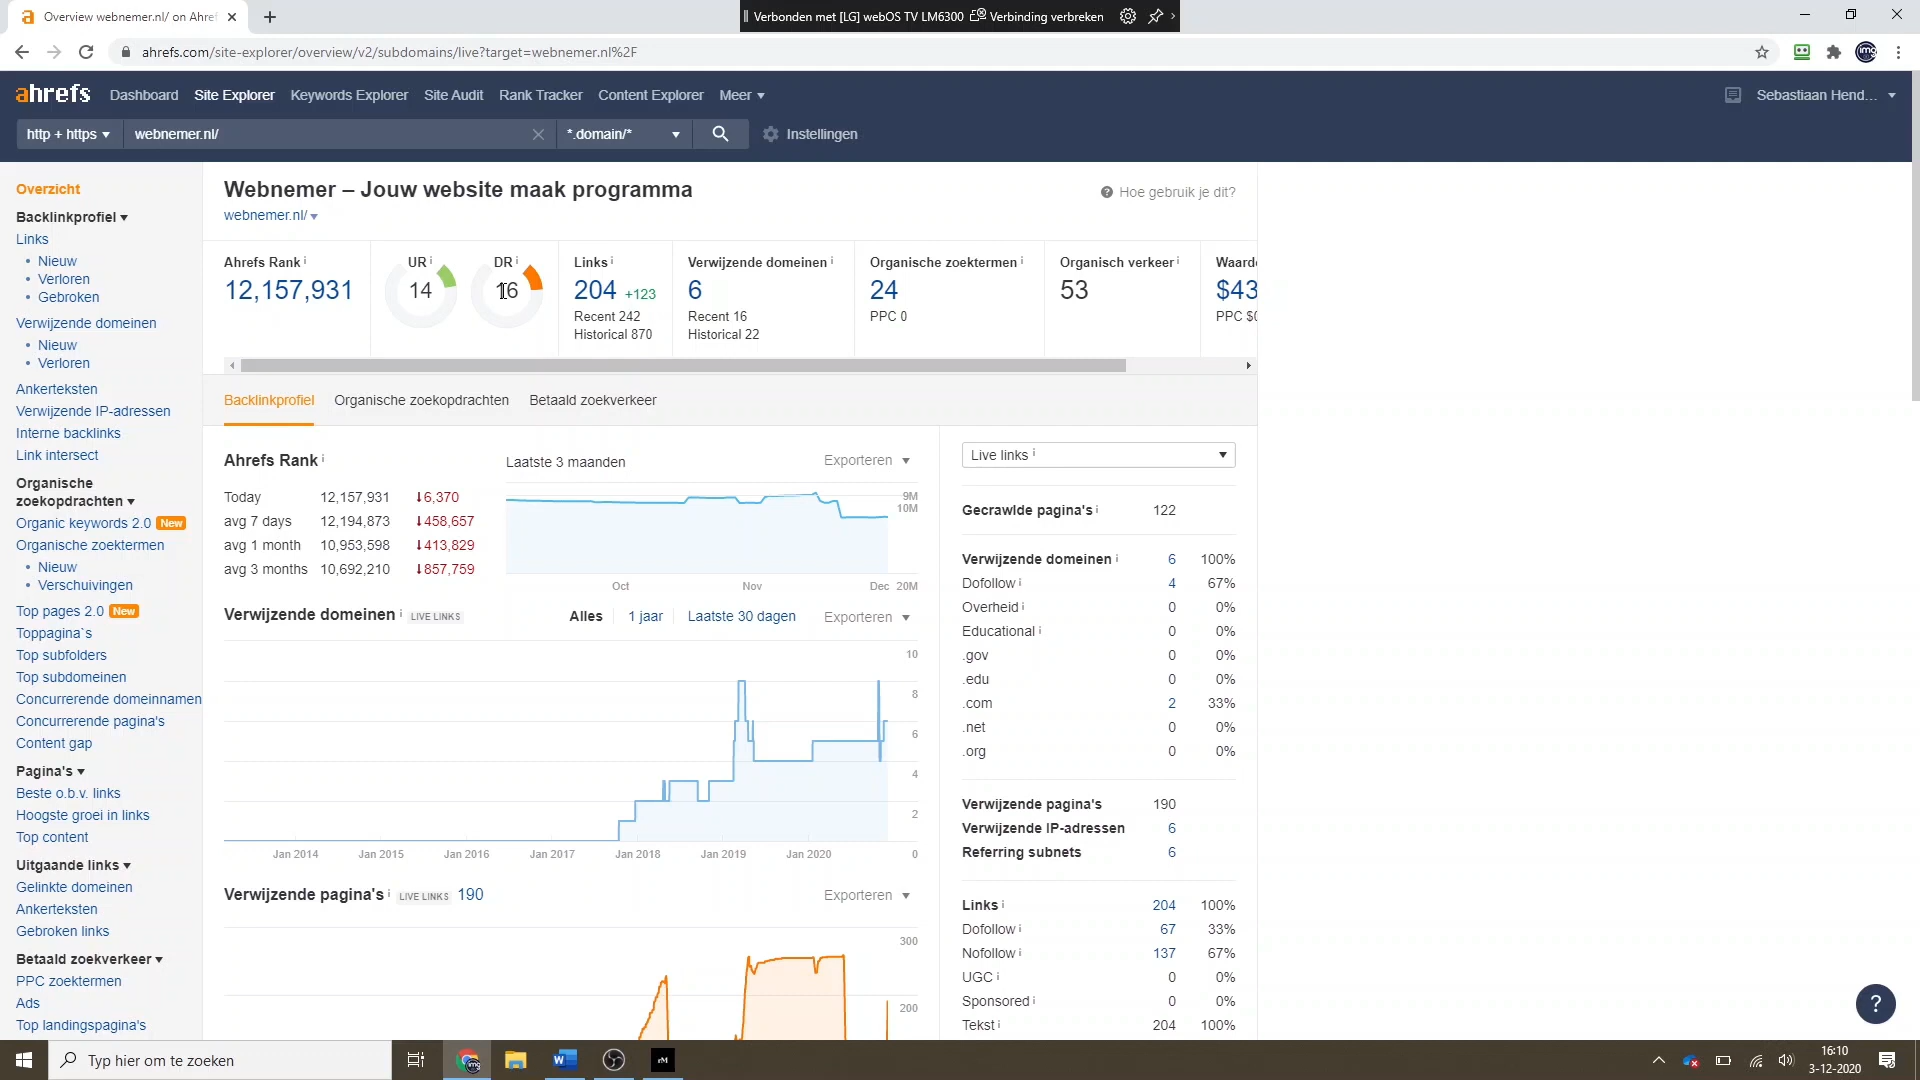 Overview webnemer.nl/ on Ahref
Verbonden met [LG] webOS TV LM6300 Verbinding verbreken
ahrefs.com/site-explorer/overview/v2/subdomains/live?target=webnemer.nl%2F
ahrefs Dashboard Site Explorer Keywords Explorer Site Audit Rank Tracker Content Explorer Meer Sebastiaan Hend...
http + https webnemer.nl/ *.domain/* Instellingen
Overzicht
Backlinkprofiel
Links
Nieuw
Verloren
Gebroken
Verwijzende domeinen
Nieuw
Verloren
Ankerteksten
Verwijzende IP-adressen
Interne backlinks
Link intersect
Organische
zoekopdrachten
Organic keywords 2.0 New
Organische zoektermen
Nieuw
Verschuivingen
Top pages 2.0 New
Toppagina`s
Top subfolders
Top subdomeinen
Concurrerende domeinnamen
Concurrerende pagina's
Content gap
Pagina's
Beste o.b.v. links
Hoogste groei in links
Top content
Uitgaande links
Gelinkte domeinen
Ankerteksten
Gebroken links
Betaald zoekverkeer
PPC zoektermen
Ads
Top landingspagina's
Webnemer – Jouw website maak programma
Hoe gebruik je dit?
webnemer.nl/
Ahrefs Rank
12,157,931
UR
14
DR
16
Links
204 +123
Recent 242
Historical 870
Verwijzende domeinen
6
Recent 16
Historical 22
Organische zoektermen
24
PPC 0
Organisch verkeer
53
Waard
$43
PPC $0
Backlinkprofiel Organische zoekopdrachten Betaald zoekverkeer
Ahrefs Rank
Laatste 3 maanden Exporteren
Today 12,157,931 6,370
avg 7 days 12,194,873 458,657
avg 1 month 10,953,598 413,829
avg 3 months 10,692,210 857,759
9M
10M
Oct Nov Dec 20M
Verwijzende domeinen LIVE LINKS Alles 1 jaar Laatste 30 dagen Exporteren
10
8
6
4
2
0
Jan 2014 Jan 2015 Jan 2016 Jan 2017 Jan 2018 Jan 2019 Jan 2020
Verwijzende pagina's LIVE LINKS 190 Exporteren
300
200
Live links
Gecrawlde pagina's 122
Verwijzende domeinen 6 100%
Dofollow 4 67%
Overheid 0 0%
Educational 0 0%
.gov 0 0%
.edu 0 0%
.com 2 33%
.net 0 0%
.org 0 0%
Verwijzende pagina's 190
Verwijzende IP-adressen 6
Referring subnets 6
Links 204 100%
Dofollow 67 33%
Nofollow 137 67%
UGC 0 0%
Sponsored 0 0%
Tekst 204 100%
?
Typ hier om te zoeken
16:10
3-12-2020